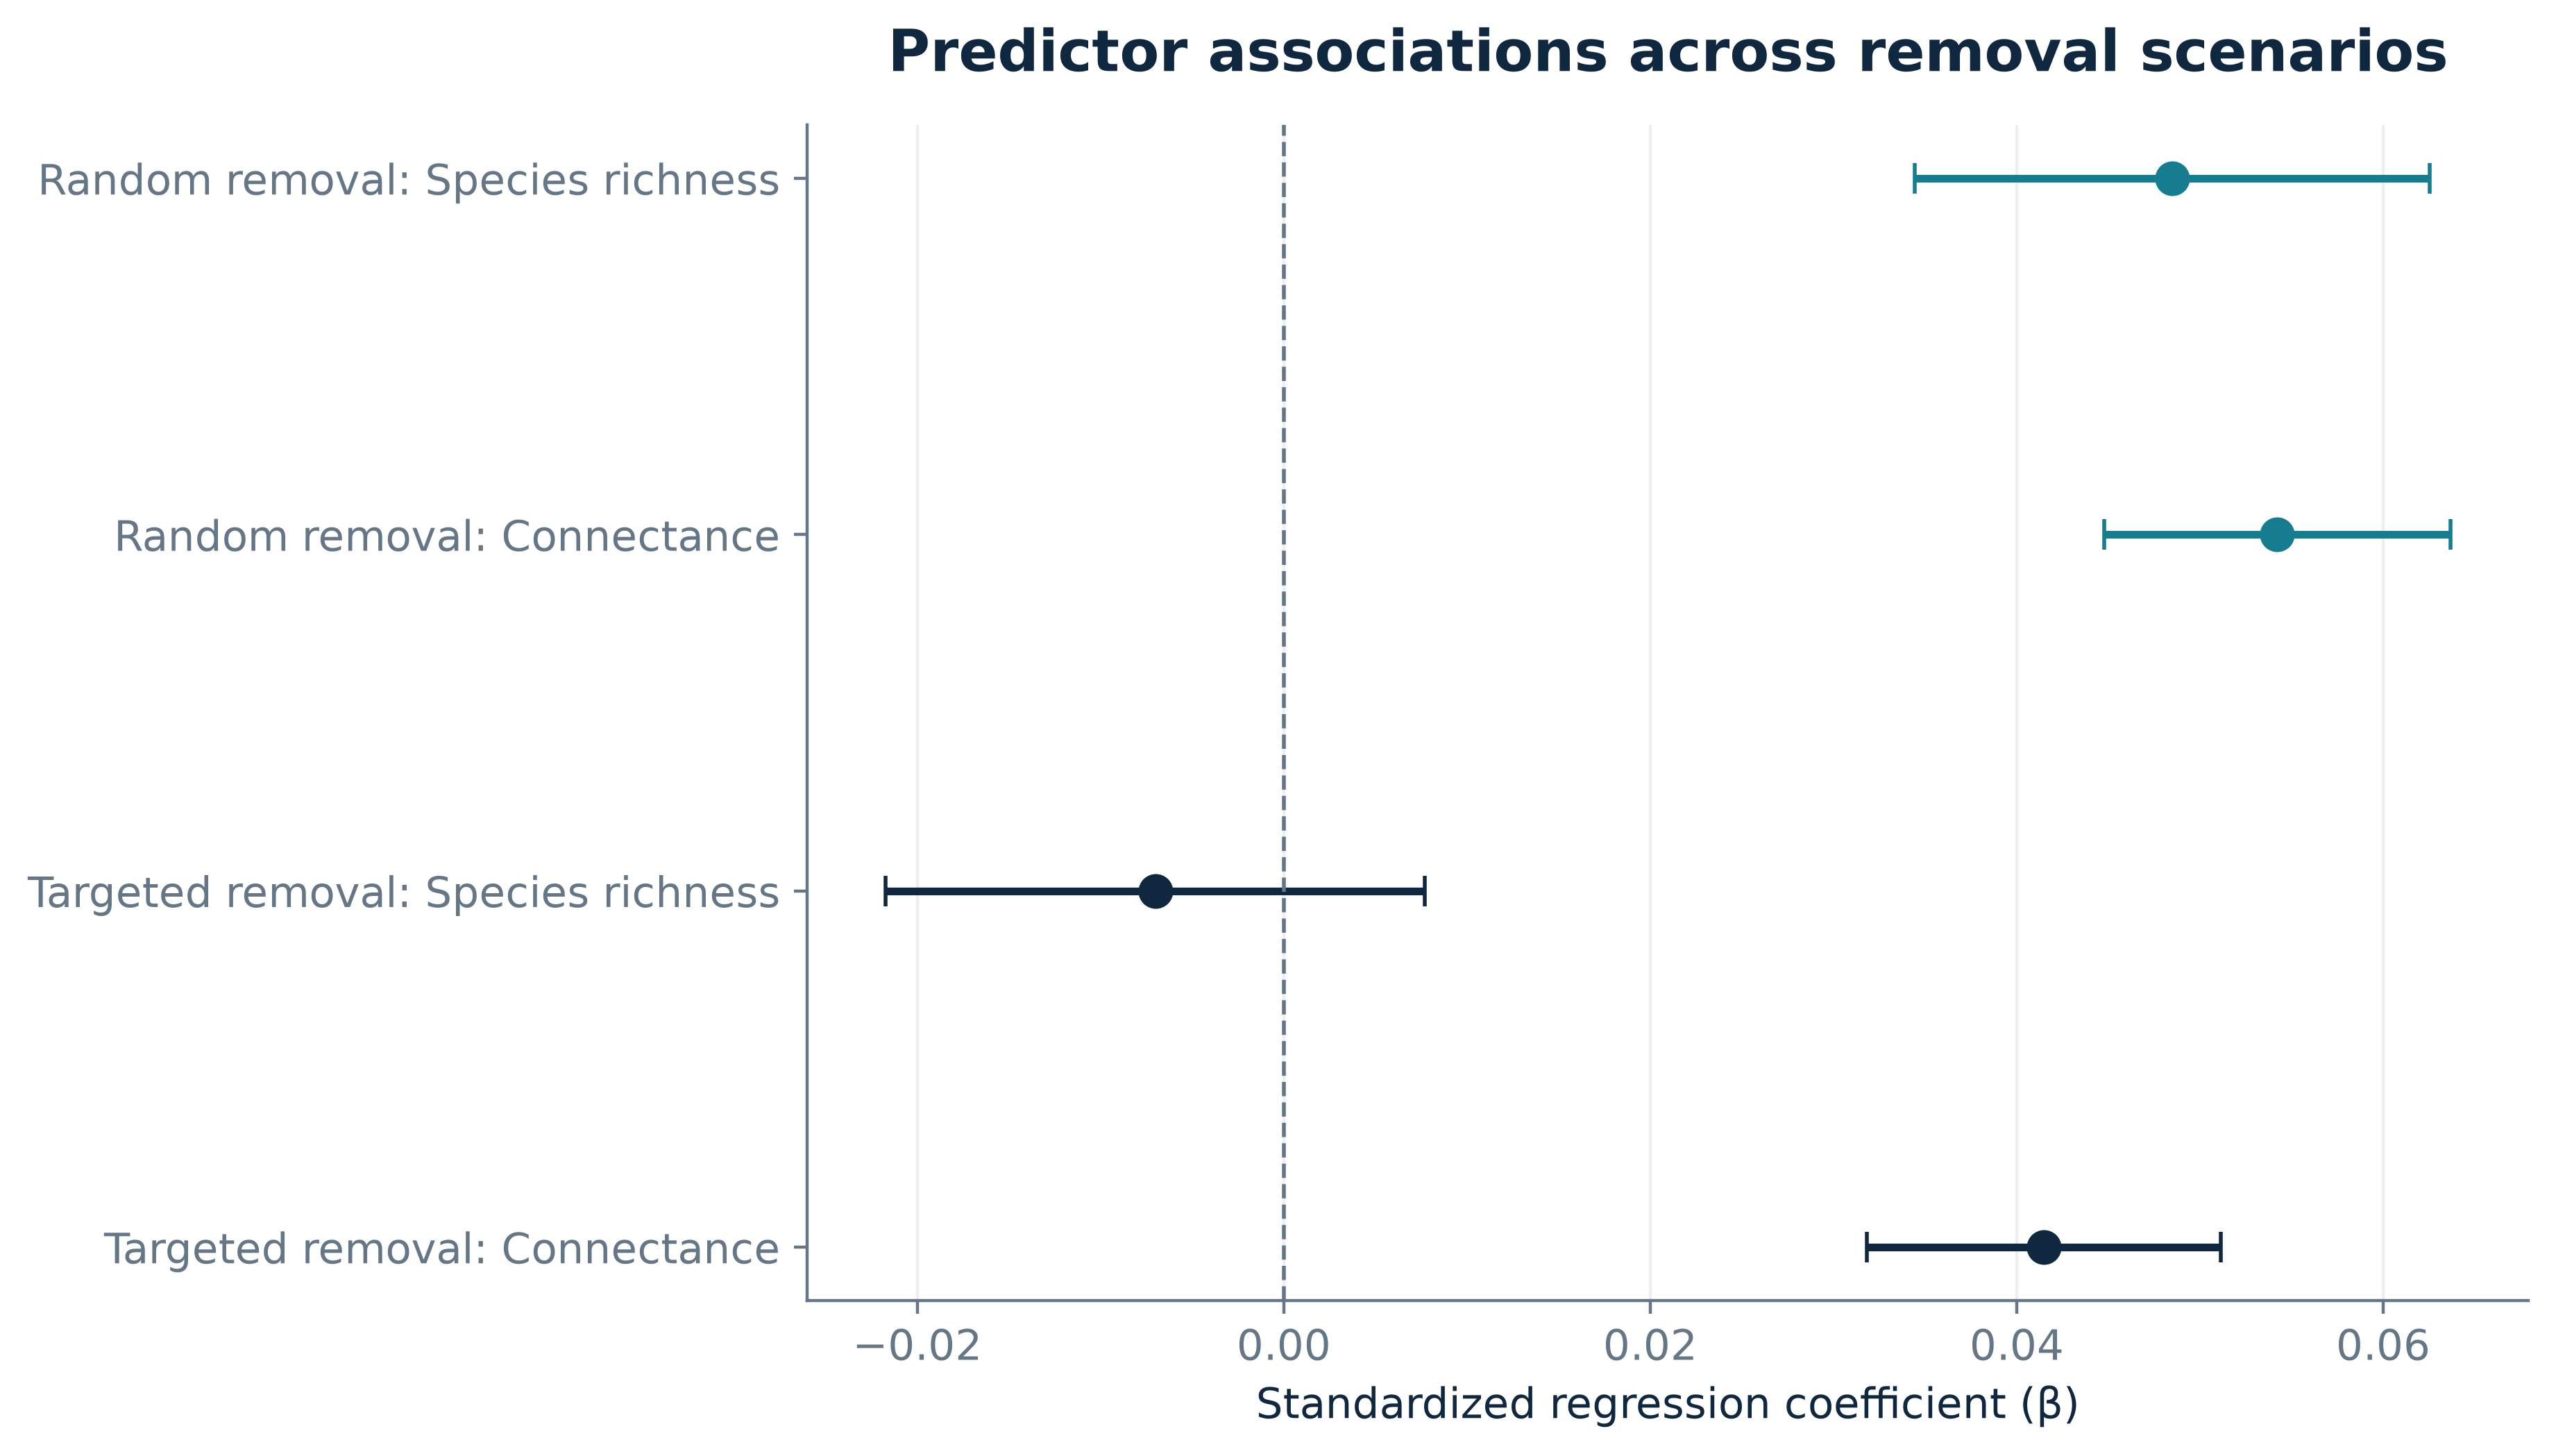 Predictor associations across removal scenarios
Random removal: Species richness
Random removal: Connectance
Targeted removal: Species richness
Targeted removal: Connectance
−0.02 0.00 0.02 0.04 0.06
Standardized regression coefficient (β)